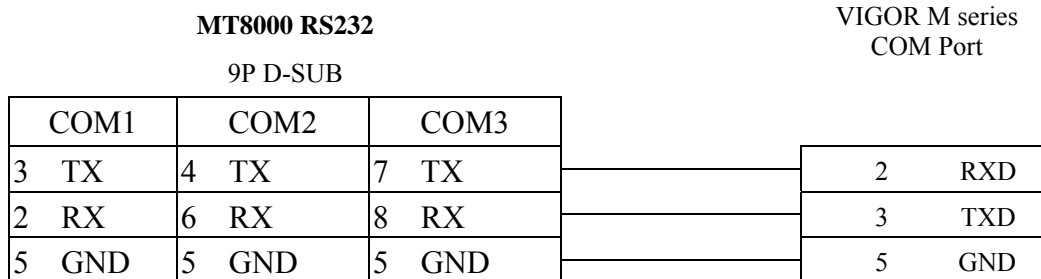 MT8000 RS232
9P D-SUB
VIGOR M series
COM Port
COM1 COM2 COM3
3 TX 4 TX 7 TX 2 RXD
2 RX 6 RX 8 RX 3 TXD
5 GND 5 GND 5 GND 5 GND